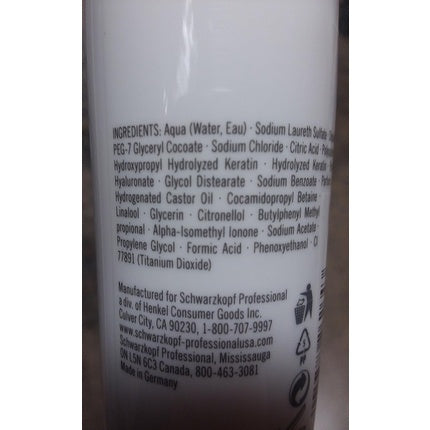 INGREDIENTS: Aqua (Water, Eau) · Sodium Laureth Sulfate ·
PEG-7 Glyceryl Cocoate · Sodium Chloride · Citric Acid ·
Hydroxypropyl Hydrolyzed Keratin · Hydrolyzed Keratin ·
Hyaluronate · Glycol Distearate · Sodium Benzoate ·
Hydrogenated Castor Oil · Cocamidopropyl Betaine ·
Linalool · Glycerin · Citronellol · Butylphenyl Methyl
propional · Alpha-Isomethyl Ionone · Sodium Acetate ·
Propylene Glycol · Formic Acid · Phenoxyethanol · CI
77891 (Titanium Dioxide)
Manufactured for Schwarzkopf Professional
a div. of Henkel Consumer Goods Inc.
Culver City, CA 90230, 1-800-707-9997
www.schwarzkopf-professionalusa.com
Schwarzkopf Professional, Mississauga
ON L5N 6C3 Canada, 800-463-3081
Made in Germany